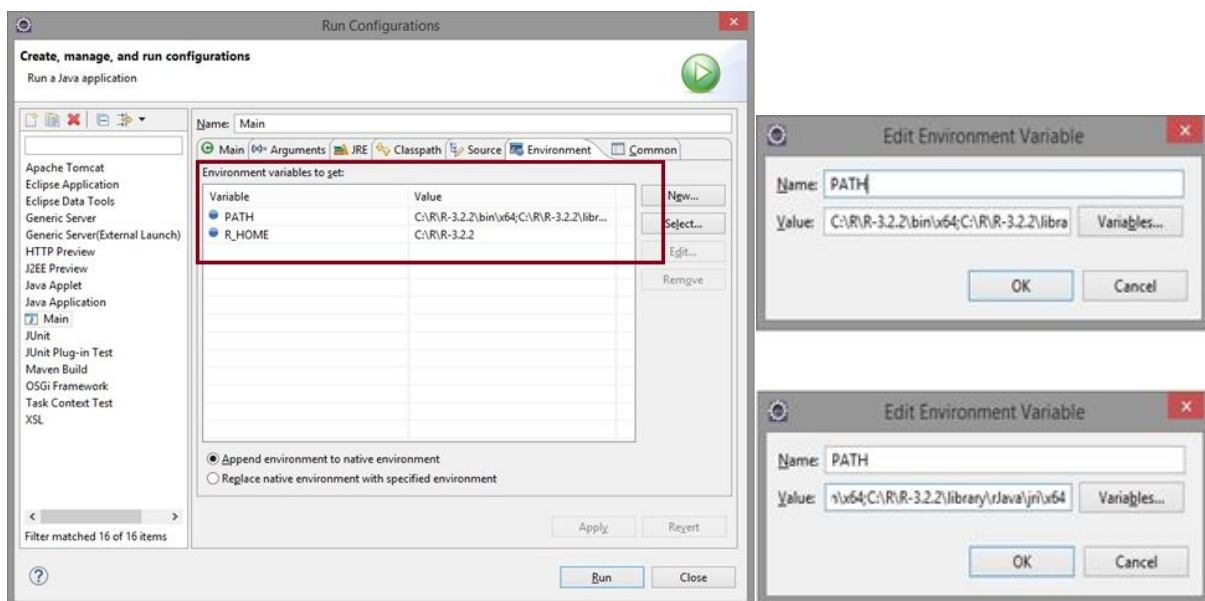 Run Configurations
Create, manage, and run configurations
Run a Java application
Name: Main
Main Arguments JRE Classpath Source Environment Common
Apache Tomcat
Eclipse Application
Eclipse Data Tools
Generic Server
Generic Server(External Launch)
HTTP Preview
J2EE Preview
Java Applet
Java Application
Main
JUnit
JUnit Plug-in Test
Maven Build
OSGi Framework
Task Context Test
XSL
Filter matched 16 of 16 items
Environment variables to set:
Variable Value
PATH C:\R\R-3.2.2\bin\x64;C:\R\R-3.2.2\libr...
R_HOME C:\R\R-3.2.2
New...
Select...
Edit...
Remove
Append environment to native environment
Replace native environment with specified environment
Apply Revert
Run Close
Edit Environment Variable
Name: PATH
Value: C:\R\R-3.2.2\bin\x64;C:\R\R-3.2.2\libra Variables...
OK Cancel
Edit Environment Variable
Name: PATH
Value: n\x64;C:\R\R-3.2.2\library\rJava\jri\x64 Variables...
OK Cancel